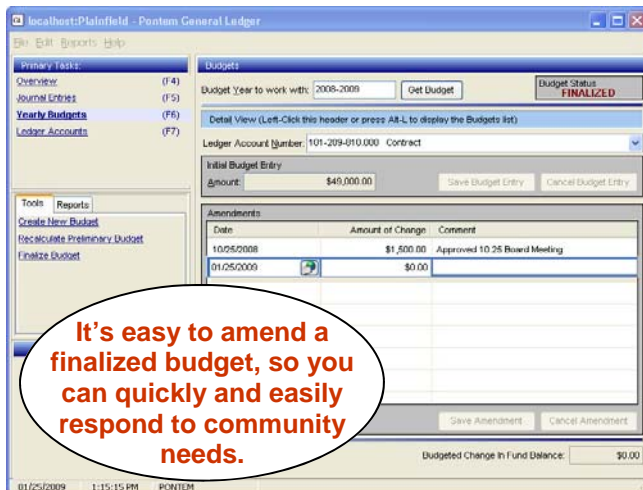 localhost:Plainfield - Pontem General Ledger
File Edit Reports Help
Primary Tasks:
Overview (F4)
Journal Entries (F5)
Yearly Budgets (F6)
Ledger Accounts (F7)
Tools Reports
Create New Budget
Recalculate Preliminary Budget
Finalize Budget
Budgets
Budget Year to work with: 2008-2009 Get Budget
Budget Status
FINALIZED
Detail View (Left-Click this header or press Alt-L to display the Budgets list)
Ledger Account Number: 101-209-810.000 Contract
Initial Budget Entry
Amount: $49,000.00 Save Budget Entry Cancel Budget Entry
Amendments
Date Amount of Change Comment
10/25/2008 $1,500.00 Approved 10.25 Board Meeting
01/25/2009 $0.00
It's easy to amend a
finalized budget, so you
can quickly and easily
respond to community
needs.
Save Amendment Cancel Amendment
Budgeted Change In Fund Balance: $0.00
01/25/2009 1:15:15 PM PONTEM